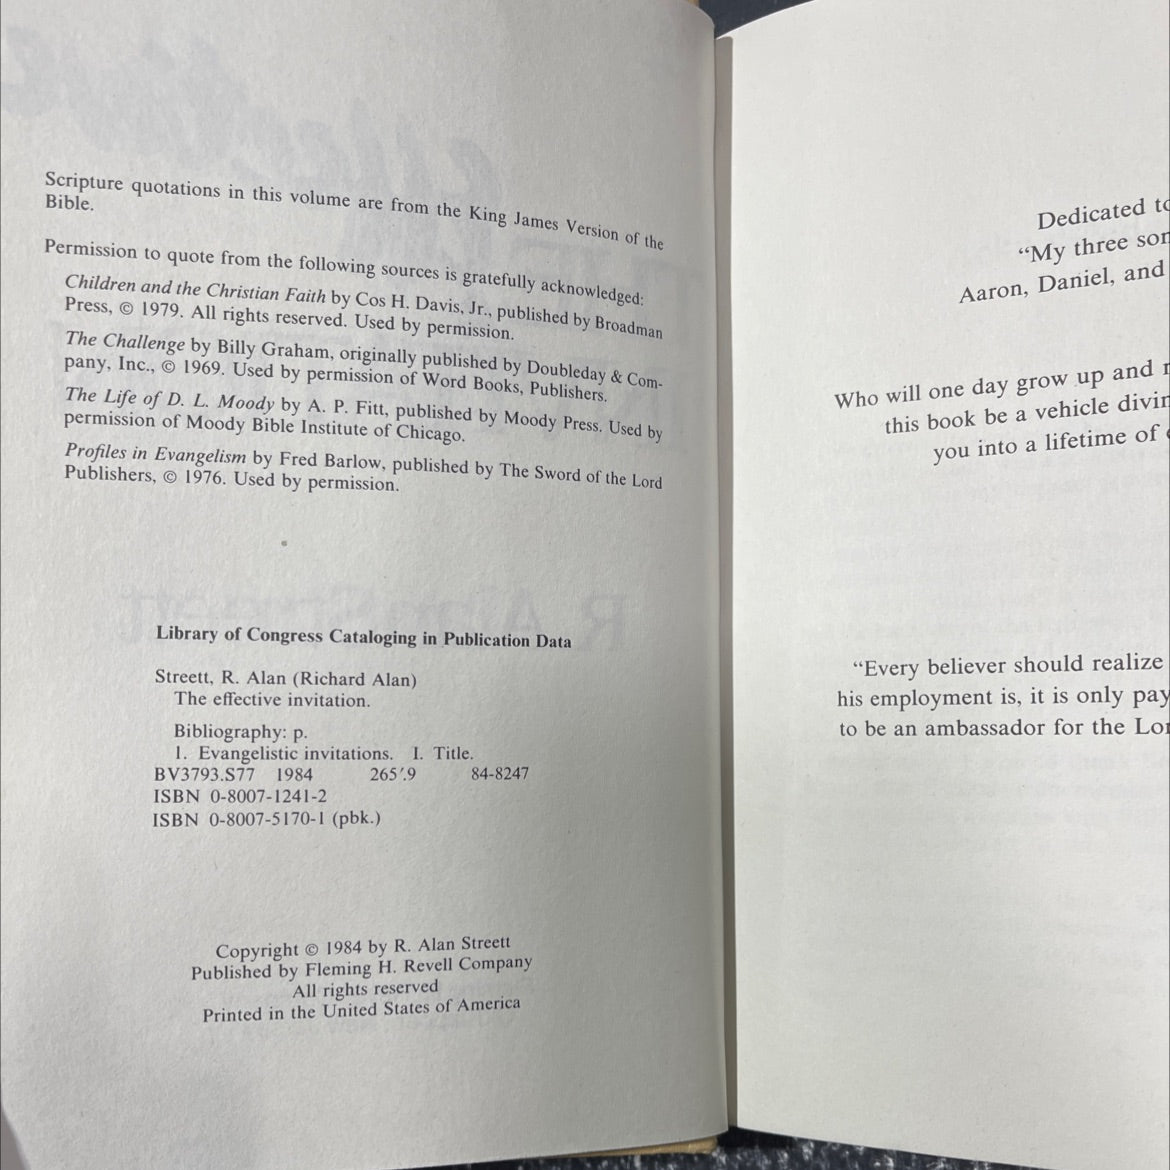 Scripture quotations in this volume are from the King James Version of the
Bible.
Permission to quote from the following sources is gratefully acknowledged:
Children and the Christian Faith by Cos H. Davis, Jr., published by Broadman
Press, © 1979. All rights reserved. Used by permission.
The Challenge by Billy Graham, originally published by Doubleday & Com-
pany, Inc., © 1969. Used by permission of Word Books, Publishers.
The Life of D. L. Moody by A. P. Fitt, published by Moody Press. Used by
permission of Moody Bible Institute of Chicago.
Profiles in Evangelism by Fred Barlow, published by The Sword of the Lord
Publishers, © 1976. Used by permission.
Library of Congress Cataloging in Publication Data
Streett, R. Alan (Richard Alan)
The effective invitation.
Bibliography: p.
1. Evangelistic invitations. I. Title.
BV3793.S77 1984 265′.9 84-8247
ISBN 0-8007-1241-2
ISBN 0-8007-5170-1 (pbk.)
Copyright © 1984 by R. Alan Streett
Published by Fleming H. Revell Company
All rights reserved
Printed in the United States of America
Dedicated to
“My three
Aaron, Daniel, and
Who will one day grow up and
this book be a vehicle
you into a lifetime of
“Every believer should realize
his employment is, it is only
to be an ambassador for the